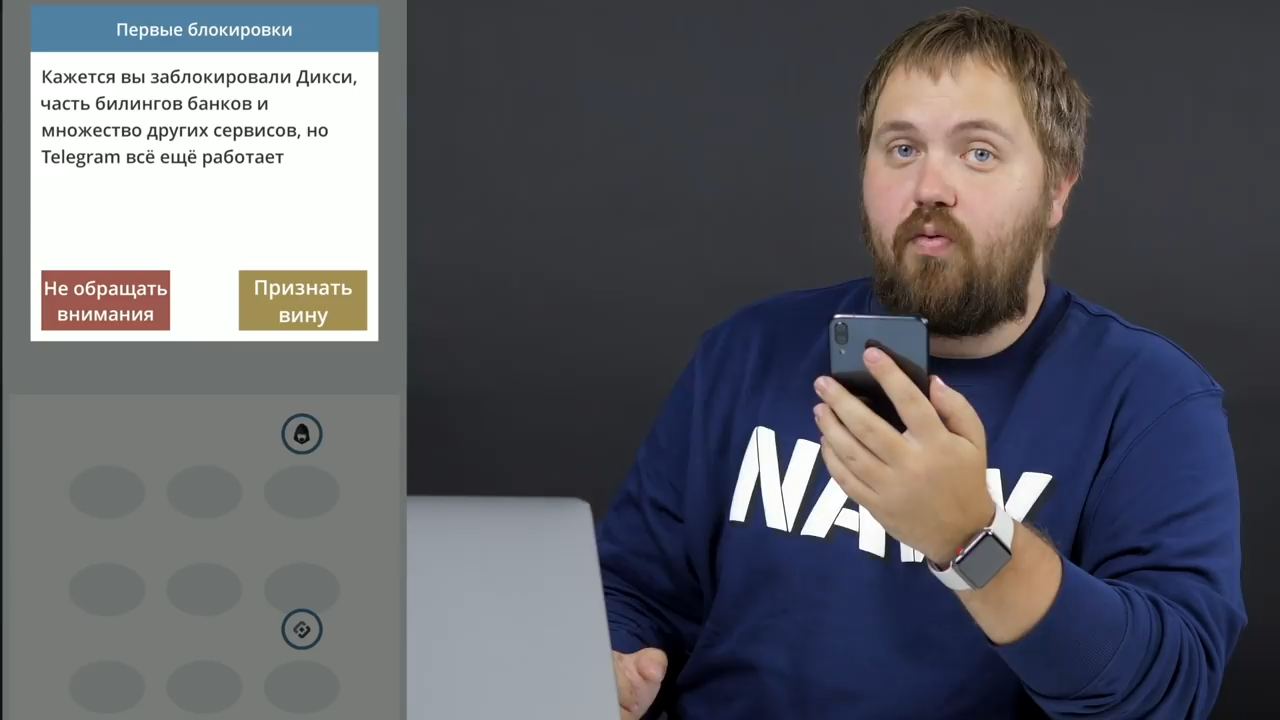 Первые блокировки
Кажется вы заблокировали Дикси,
часть билингов банков и
множество других сервисов, но
Telegram всё ещё работает
Не обращать
внимания
Признать
вину